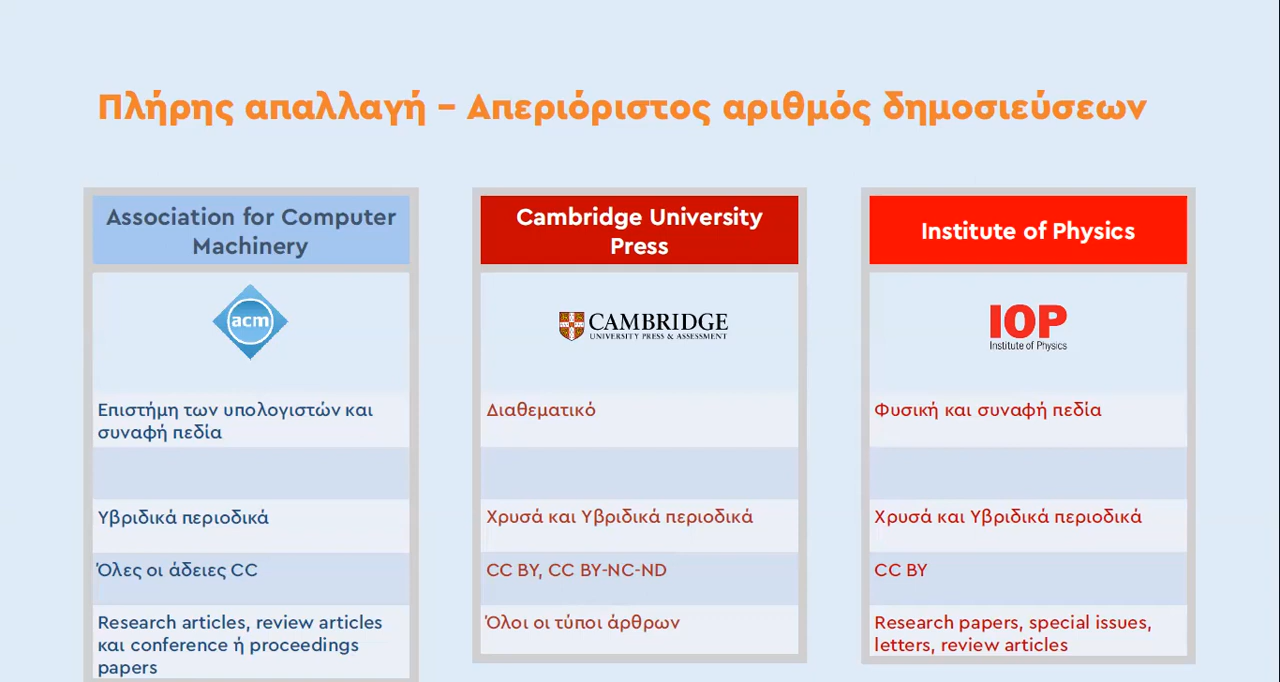 Πλήρης απαλλαγή – Απεριόριστος αριθμός δημοσιεύσεων
Association for Computer
Machinery
acm
Επιστήμη των υπολογιστών και
συναφή πεδία
Υβριδικά περιοδικά
Όλες οι άδειες CC
Research articles, review articles
και conference ή proceedings
papers
Cambridge University
Press
CAMBRIDGE
UNIVERSITY PRESS & ASSESSMENT
Διαθεματικό
Χρυσά και Υβριδικά περιοδικά
CC BY, CC BY-NC-ND
Όλοι οι τύποι άρθρων
Institute of Physics
IOP
Institute of Physics
Φυσική και συναφή πεδία
Χρυσά και Υβριδικά περιοδικά
CC BY
Research papers, special issues,
letters, review articles